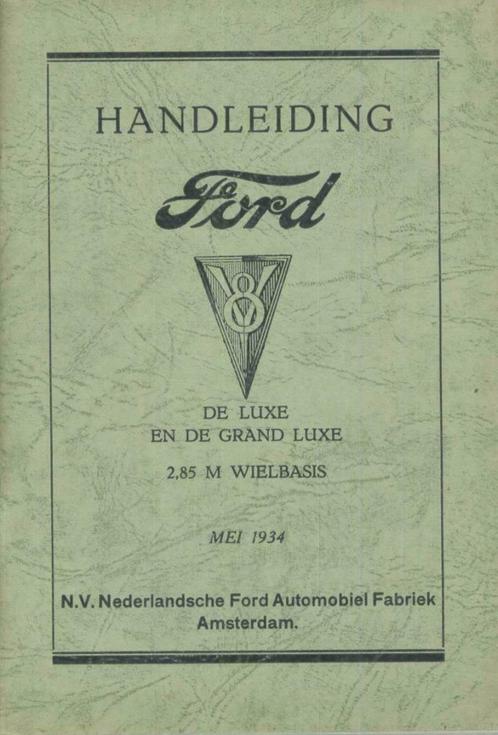 HANDLEIDING
Ford
V8
DE LUXE
EN DE GRAND LUXE
2,85 M WIELBASIS
MEI 1934
N.V. Nederlandsche Ford Automobiel Fabriek
Amsterdam.